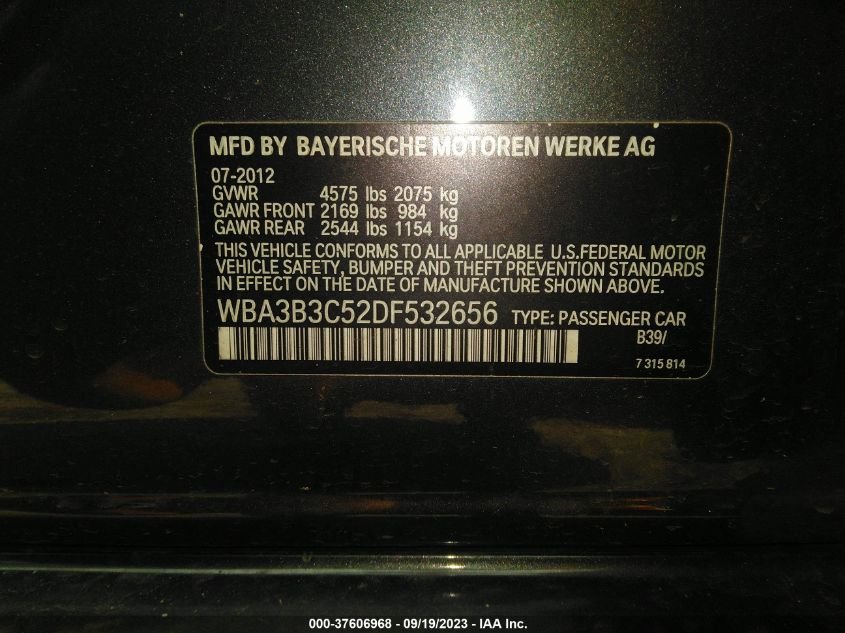 MFD BY BAYERISCHE MOTOREN WERKE AG
07-2012
GVWR 4575 lbs 2075 kg
GAWR FRONT 2169 lbs 984 kg
GAWR REAR 2544 lbs 1154 kg
THIS VEHICLE CONFORMS TO ALL APPLICABLE U.S.FEDERAL MOTOR
VEHICLE SAFETY, BUMPER AND THEFT PREVENTION STANDARDS
IN EFFECT ON THE DATE OF MANUFACTURE SHOWN ABOVE.
WBA3B3C52DF532656 TYPE: PASSENGER CAR
B39/
7 315 814
000-37606968 - 09/19/2023 - IAA Inc.